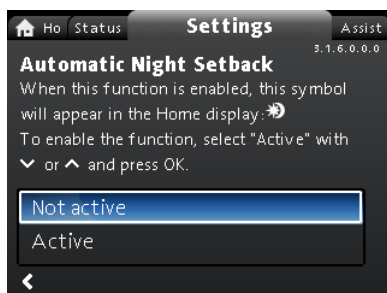 Ho Status Settings Assist
3.1.6.0.0.0
Automatic Night Setback
When this function is enabled, this symbol
will appear in the Home display:
To enable the function, select "Active" with
or and press OK.
Not active
Active